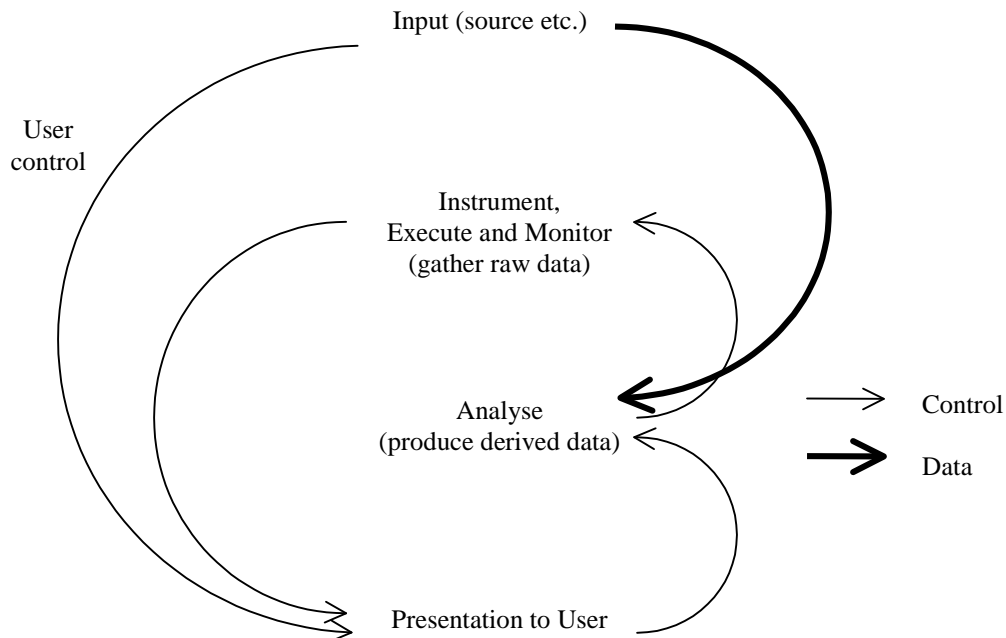 Input (source etc.)
User
control
Instrument,
Execute and Monitor
(gather raw data)
Analyse
(produce derived data)
Control
Data
Presentation to User